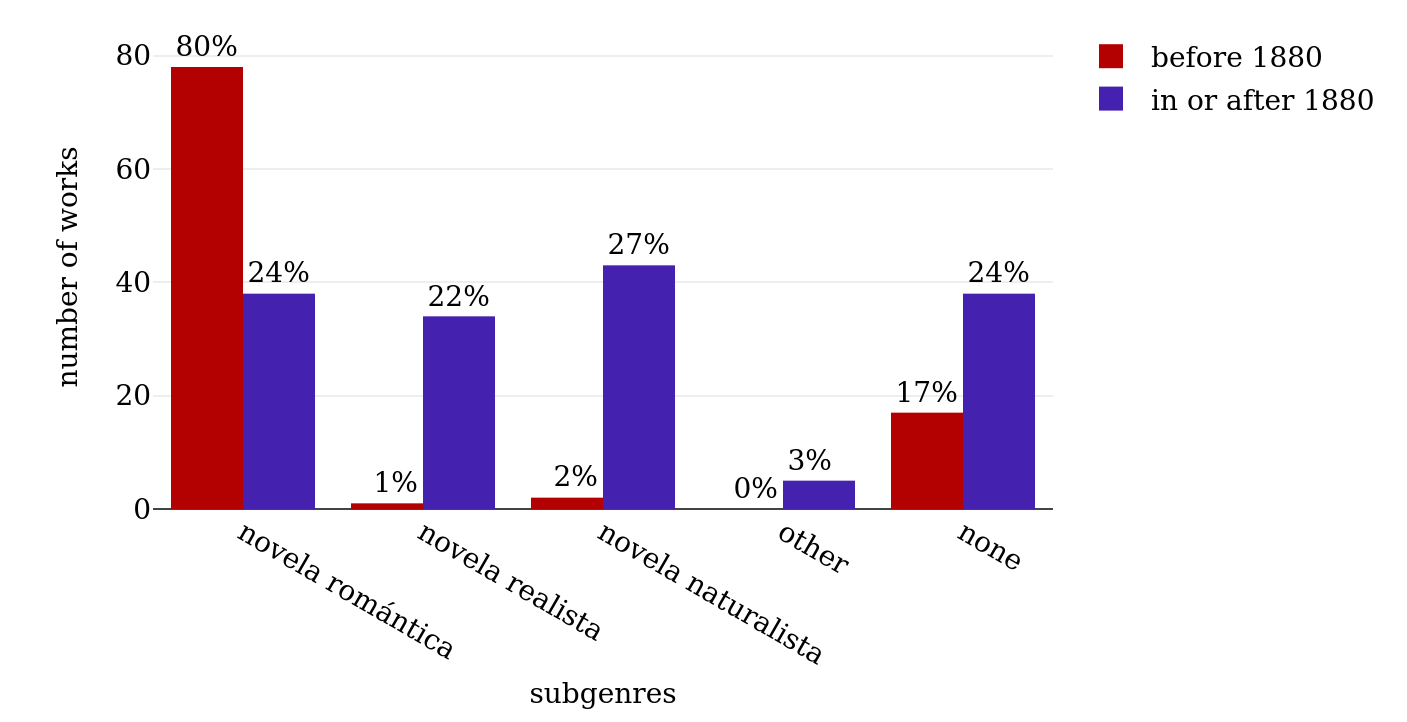 80%
24%
1%
22%
2%
27%
0%
3%
17%
24%
80
60
40
20
0
number of works
novela romántica
novela realista
novela naturalista
other
none
subgenres
before 1880
in or after 1880